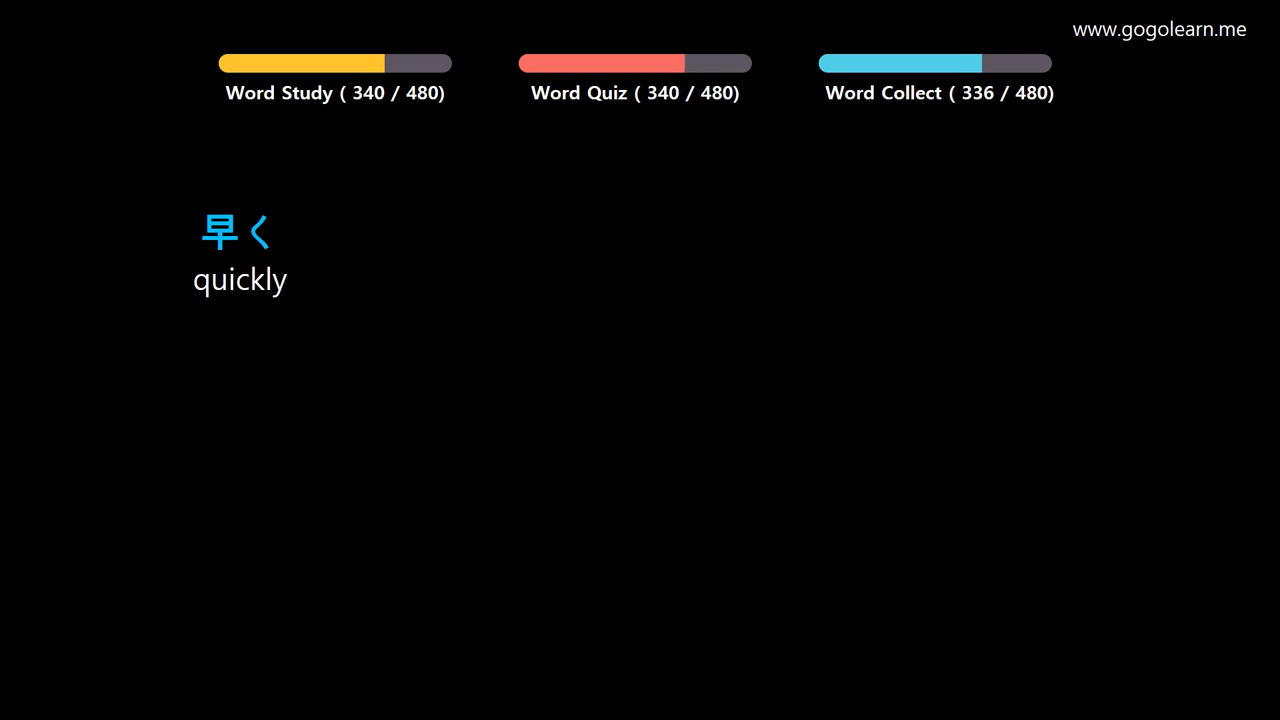 www.gogolearn.me
Word Study ( 340 / 480)
Word Quiz ( 340 / 480)
Word Collect ( 336 / 480)
早く
quickly